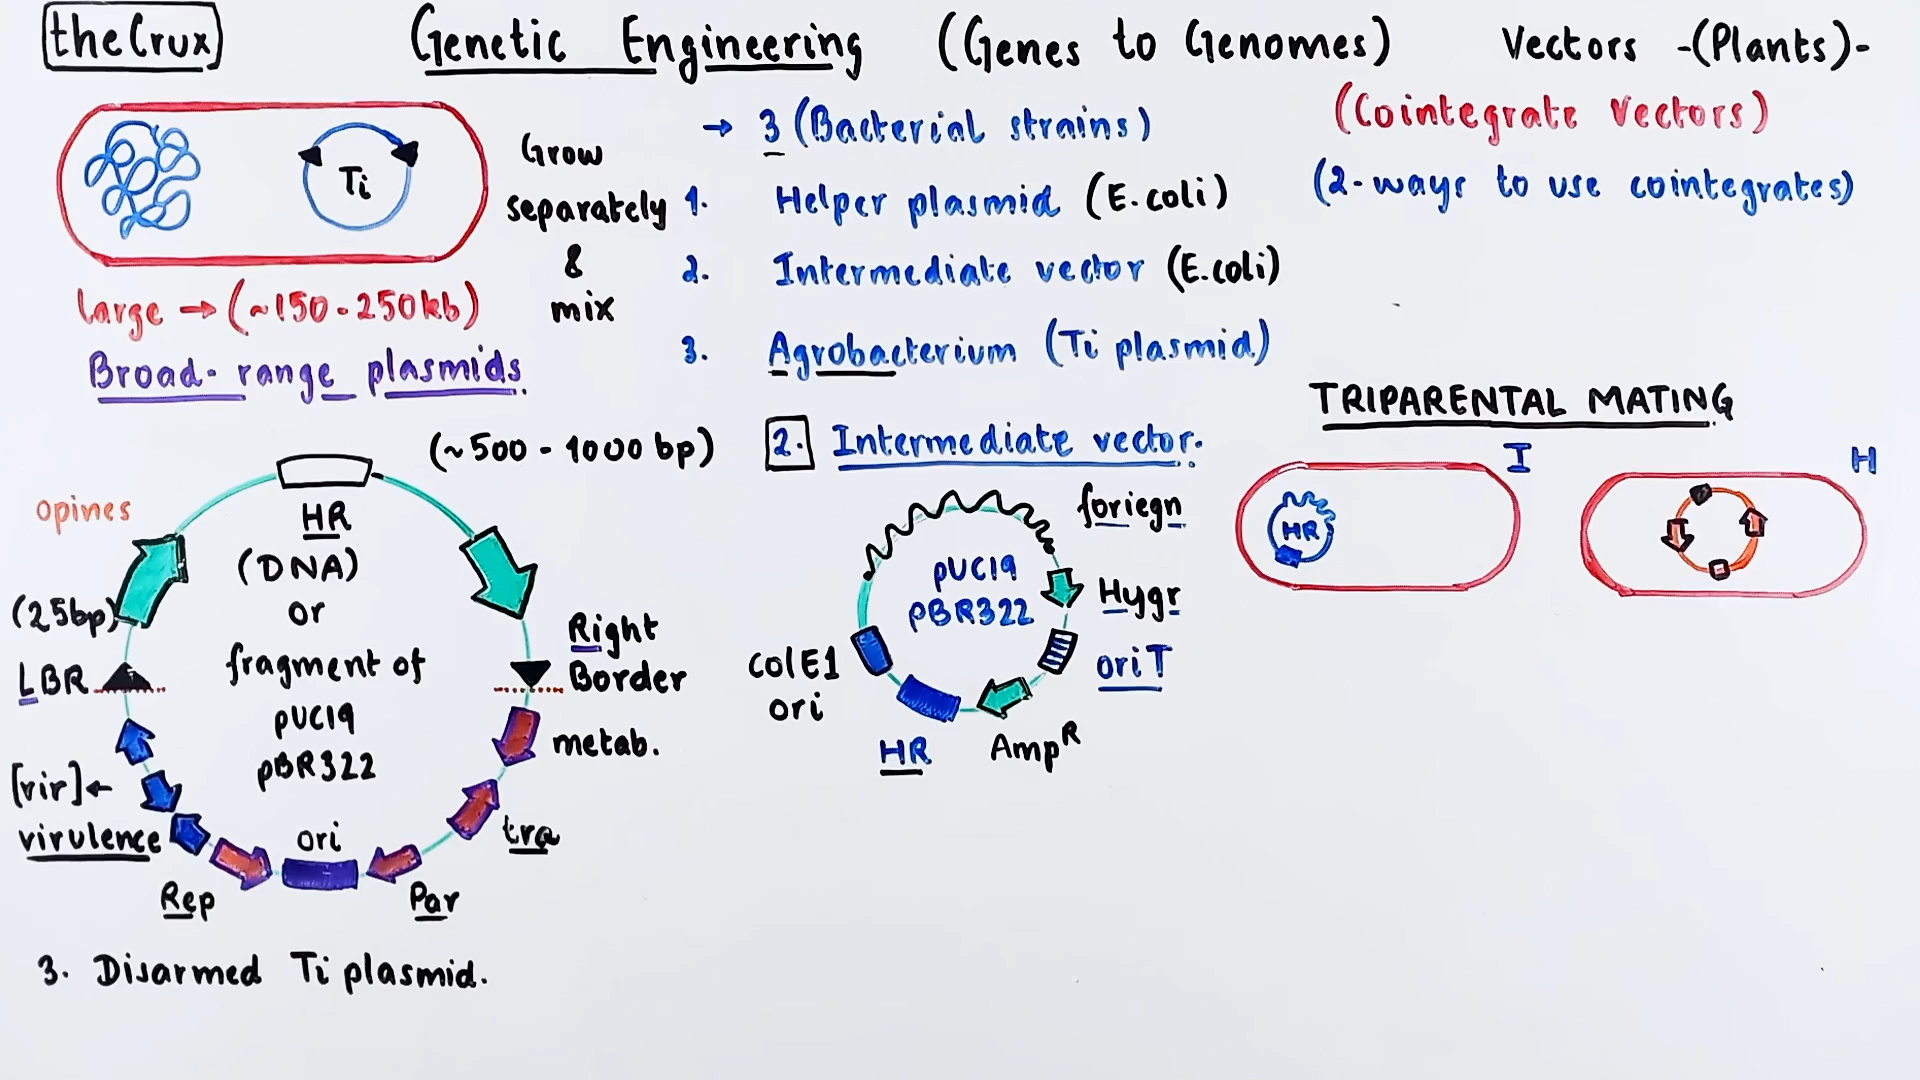 theCrux
Genetic Engineering (Genes to Genomes) Vectors -(Plants)-
(Cointegrate vectors)
(2-ways to use cointegrates)
Ti
Large → (~150-250kb)
Broad-range plasmids.
Grow
separately
&
mix
→ 3 (Bacterial strains)
1. Helper plasmid (E.coli)
2. Intermediate vector (E.coli)
3. Agrobacterium (Ti plasmid)
(~500 - 1000 bp)
opines
HR
(DNA)
or
fragment of
pUC19
pBR322
(25bp)
LBR
Right
Border
metab.
[vir]←
virulence
tra
ori
Rep
Par
3. Disarmed Ti plasmid.
2. Intermediate vector.
foriegn
pUC19
pBR322
Hygr
oriT
colE1
ori
HR
AmpR
TRIPARENTAL MATING
I
H
HR